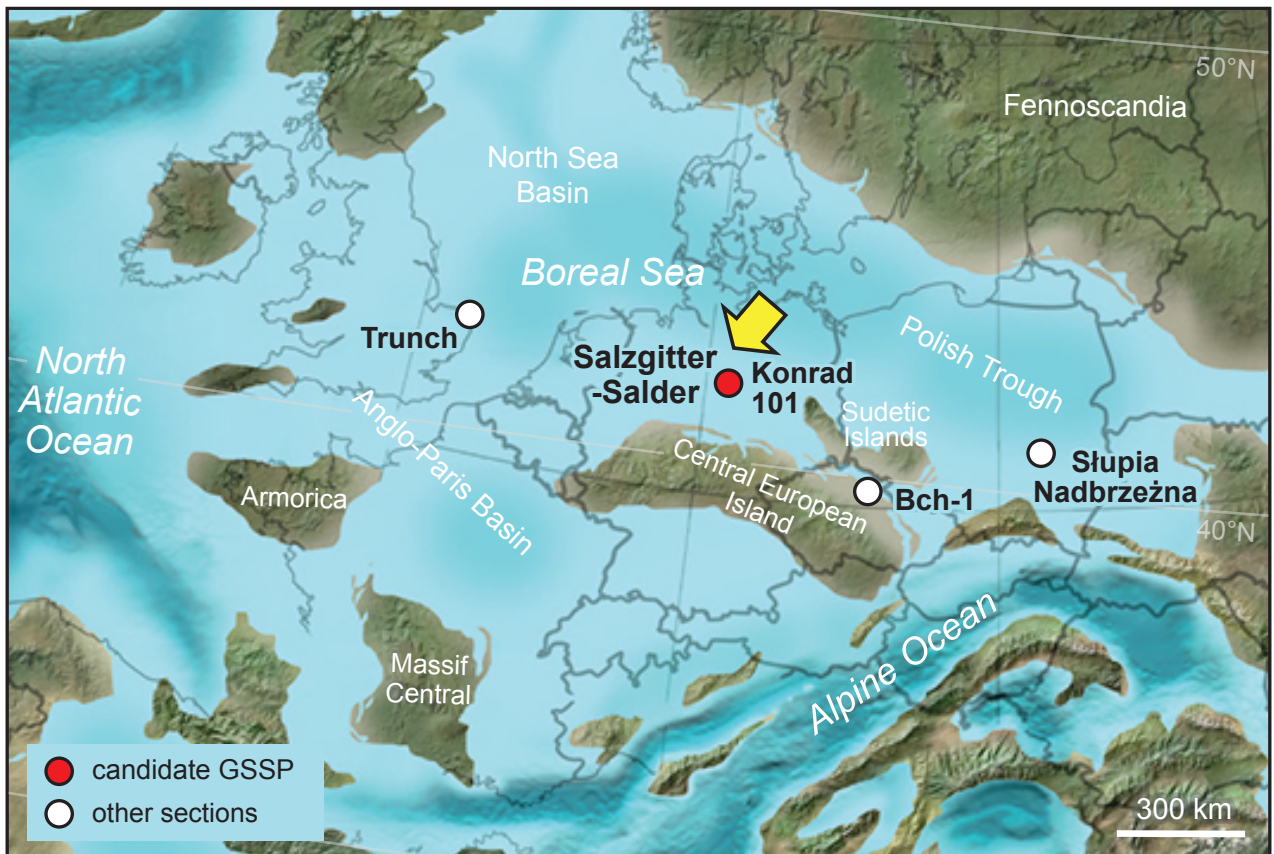 50°N
Fennoscandia
North Sea
Basin
Boreal Sea
Trunch
Polish Trough
North
Atlantic
Ocean
Salzgitter
-Salder
Konrad
101
Anglo-Paris Basin
Sudetic
Islands
Central European
Island
Armorica
Bch-1
Słupia
Nadbrzeżna
40°N
Massif
Central
Alpine Ocean
candidate GSSP
other sections
300 km